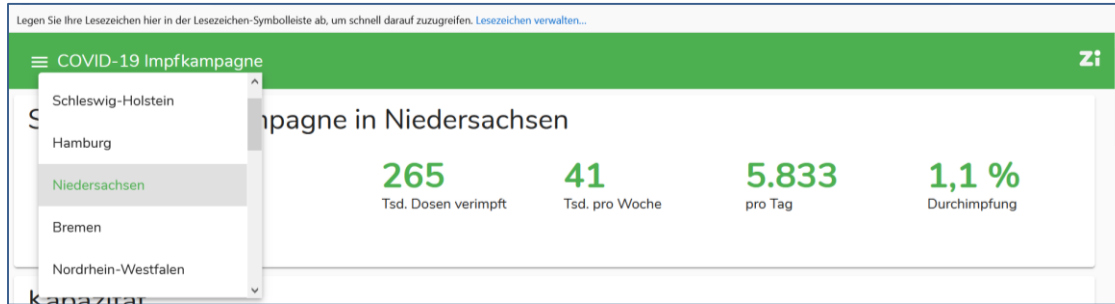 Legen Sie Ihre Lesezeichen hier in der Lesezeichen-Symbolleiste ab, um schnell darauf zuzugreifen. Lesezeichen verwalten...
COVID-19 Impfkampagne
Zi
Schleswig-Holstein
Hamburg
Niedersachsen
Bremen
Nordrhein-Westfalen
in Niedersachsen
265
Tsd. Dosen verimpft
41
Tsd. pro Woche
5.833
pro Tag
1,1 %
Durchimpfung